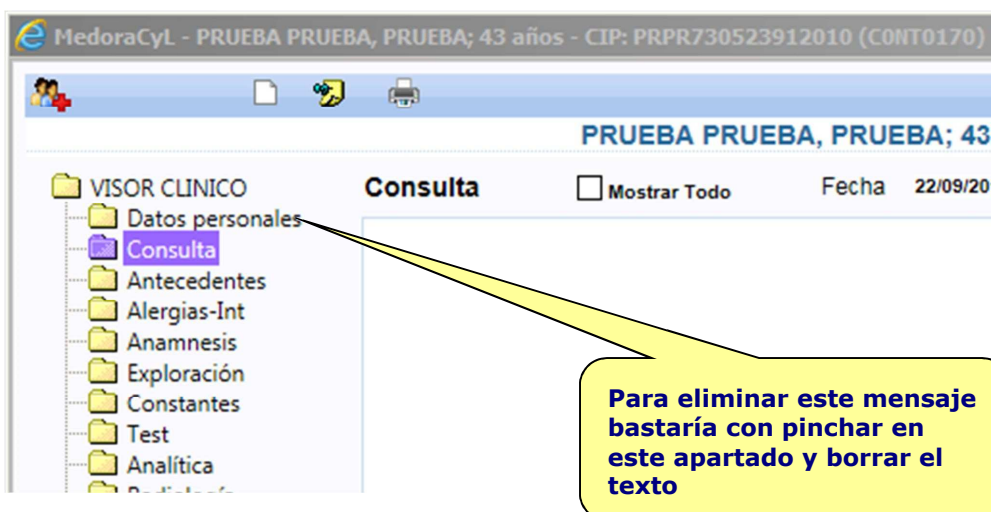 MedoraCyL - PRUEBA PRUEBA, PRUEBA; 43 años - CIP: PRPR730523912010 (CONT0170)
PRUEBA PRUEBA, PRUEBA; 43
VISOR CLINICO
Consulta
Mostrar Todo
Fecha 22/09/20
Datos personales
Consulta
Antecedentes
Alergias-Int
Anamnesis
Exploración
Constantes
Test
Analítica
Para eliminar este mensaje
bastaría con pinchar en
este apartado y borrar el
texto